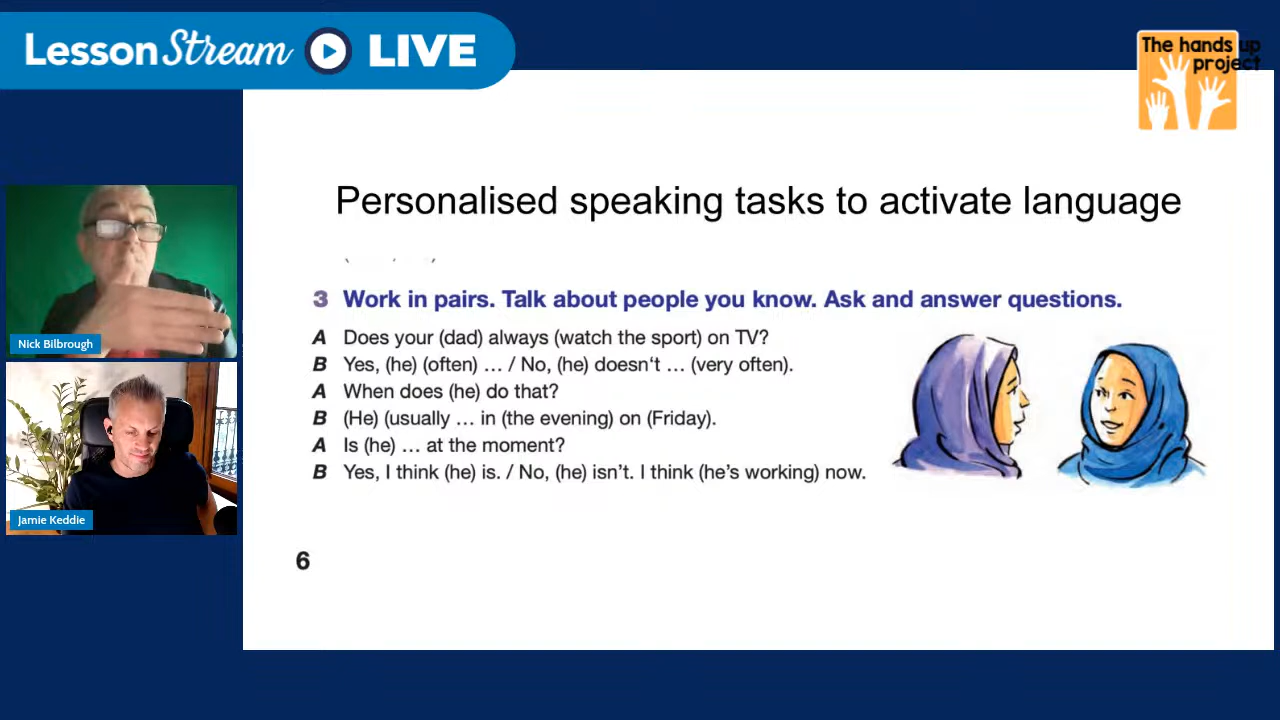 LessonStream LIVE
The hands up
project
Personalised speaking tasks to activate language
3 Work in pairs. Talk about people you know. Ask and answer questions.
A Does your (dad) always (watch the sport) on TV?
B Yes, (he) (often) … / No, (he) doesn‘t … (very often).
A When does (he) do that?
B (He) (usually … in (the evening) on (Friday).
A Is (he) … at the moment?
B Yes, I think (he) is. / No, (he) isn’t. I think (he’s working) now.
6
Nick Bilbrough
Jamie Keddie